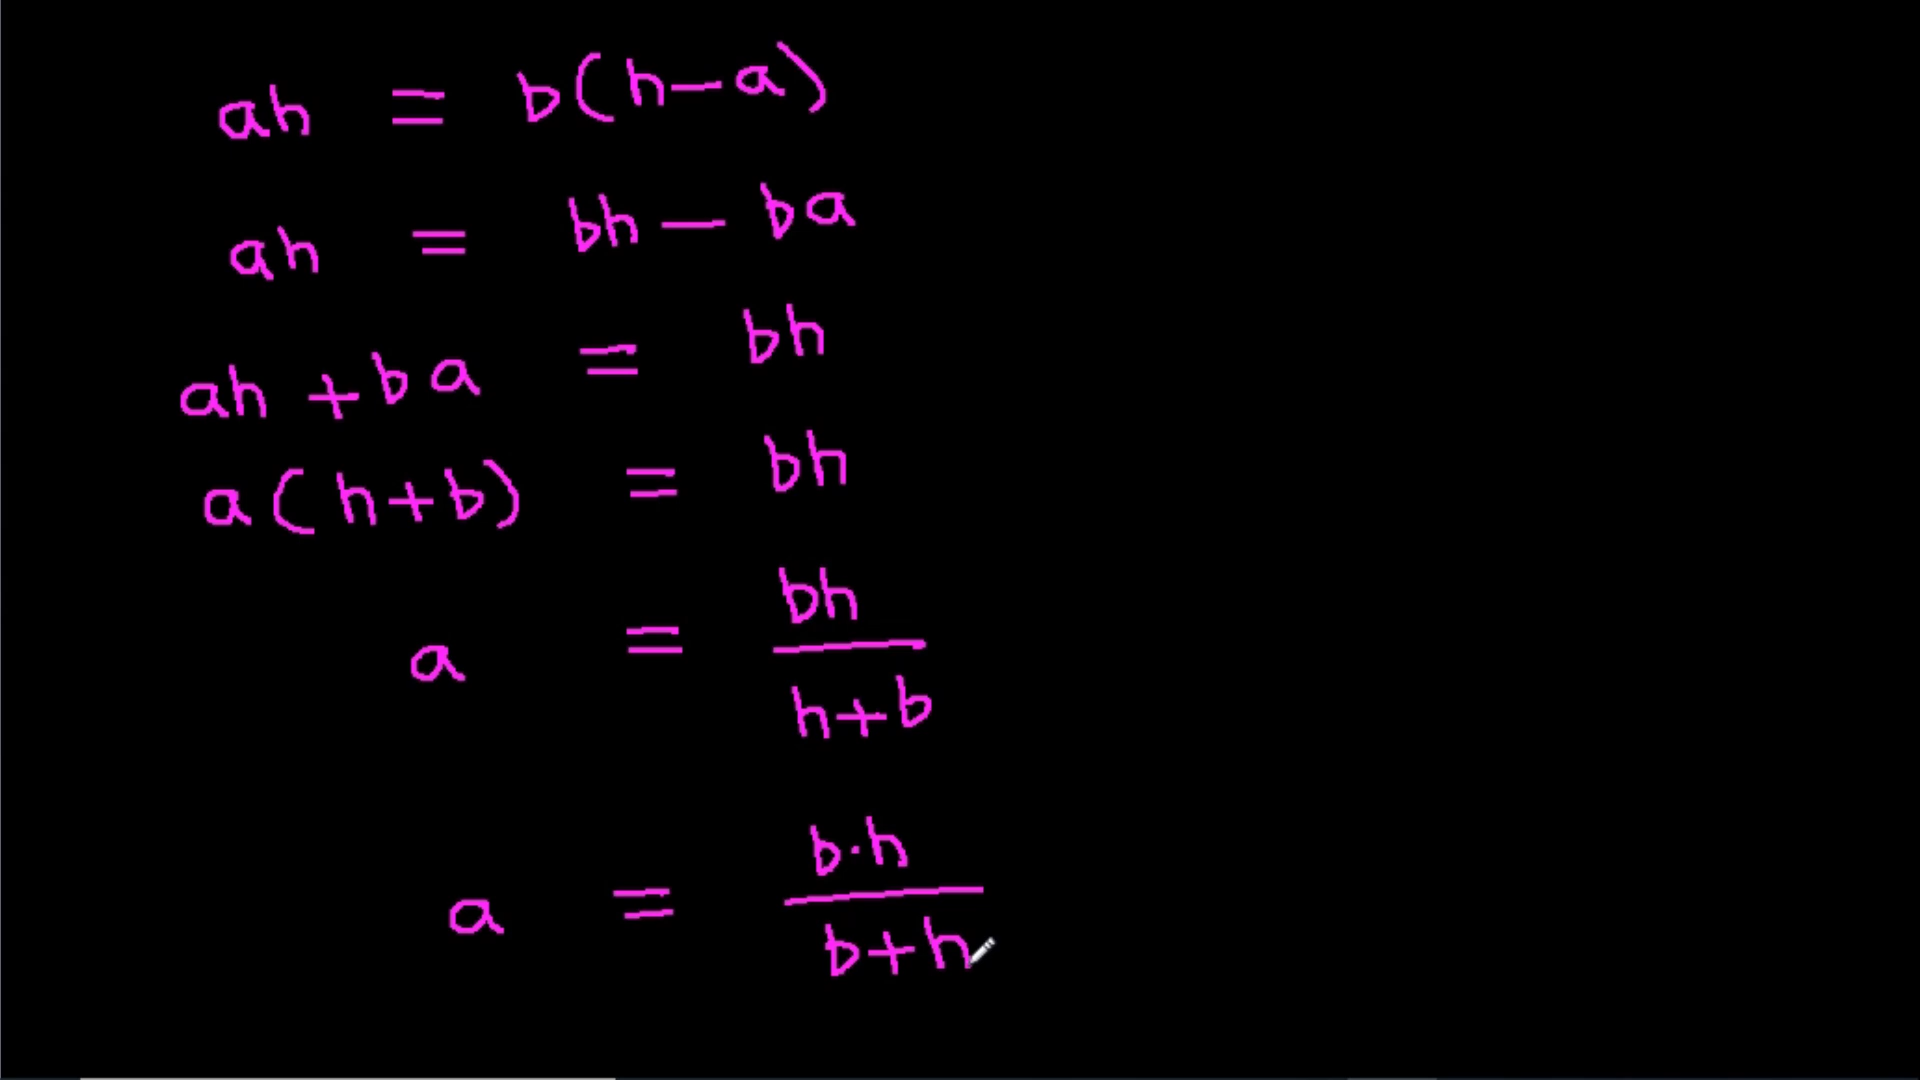 ah = b(h-a)
ah = bh - ba
ah + ba = bh
a(h+b) = bh
a = bh/h+b
a = b·h/b+h